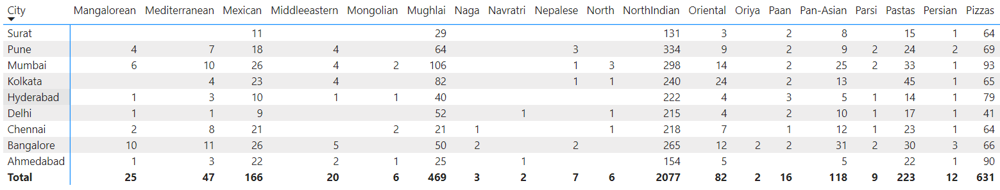 City Mangalorean Mediterranean Mexican Middleeastern Mongolian Mughlai Naga Navratri Nepalese North NorthIndian Oriental Oriya Paan Pan-Asian Parsi Pastas Persian Pizzas
Surat 11 29 131 3 2 8 15 1 64
Pune 4 7 18 4 64 3 334 9 2 9 2 24 2 69
Mumbai 6 10 26 4 2 106 1 3 298 14 2 25 2 33 1 93
Kolkata 4 23 4 82 1 1 240 24 2 13 45 1 65
Hyderabad 1 3 10 1 1 40 222 4 3 5 1 14 1 79
Delhi 1 1 9 52 1 1 215 4 2 10 1 17 1 41
Chennai 2 8 21 2 21 1 1 218 7 1 12 1 23 1 64
Bangalore 10 11 26 5 50 2 2 265 12 2 2 31 2 30 3 66
Ahmedabad 1 3 22 2 1 25 1 154 5 5 22 1 90
Total 25 47 166 20 6 469 3 2 7 6 2077 82 2 16 118 9 223 12 631